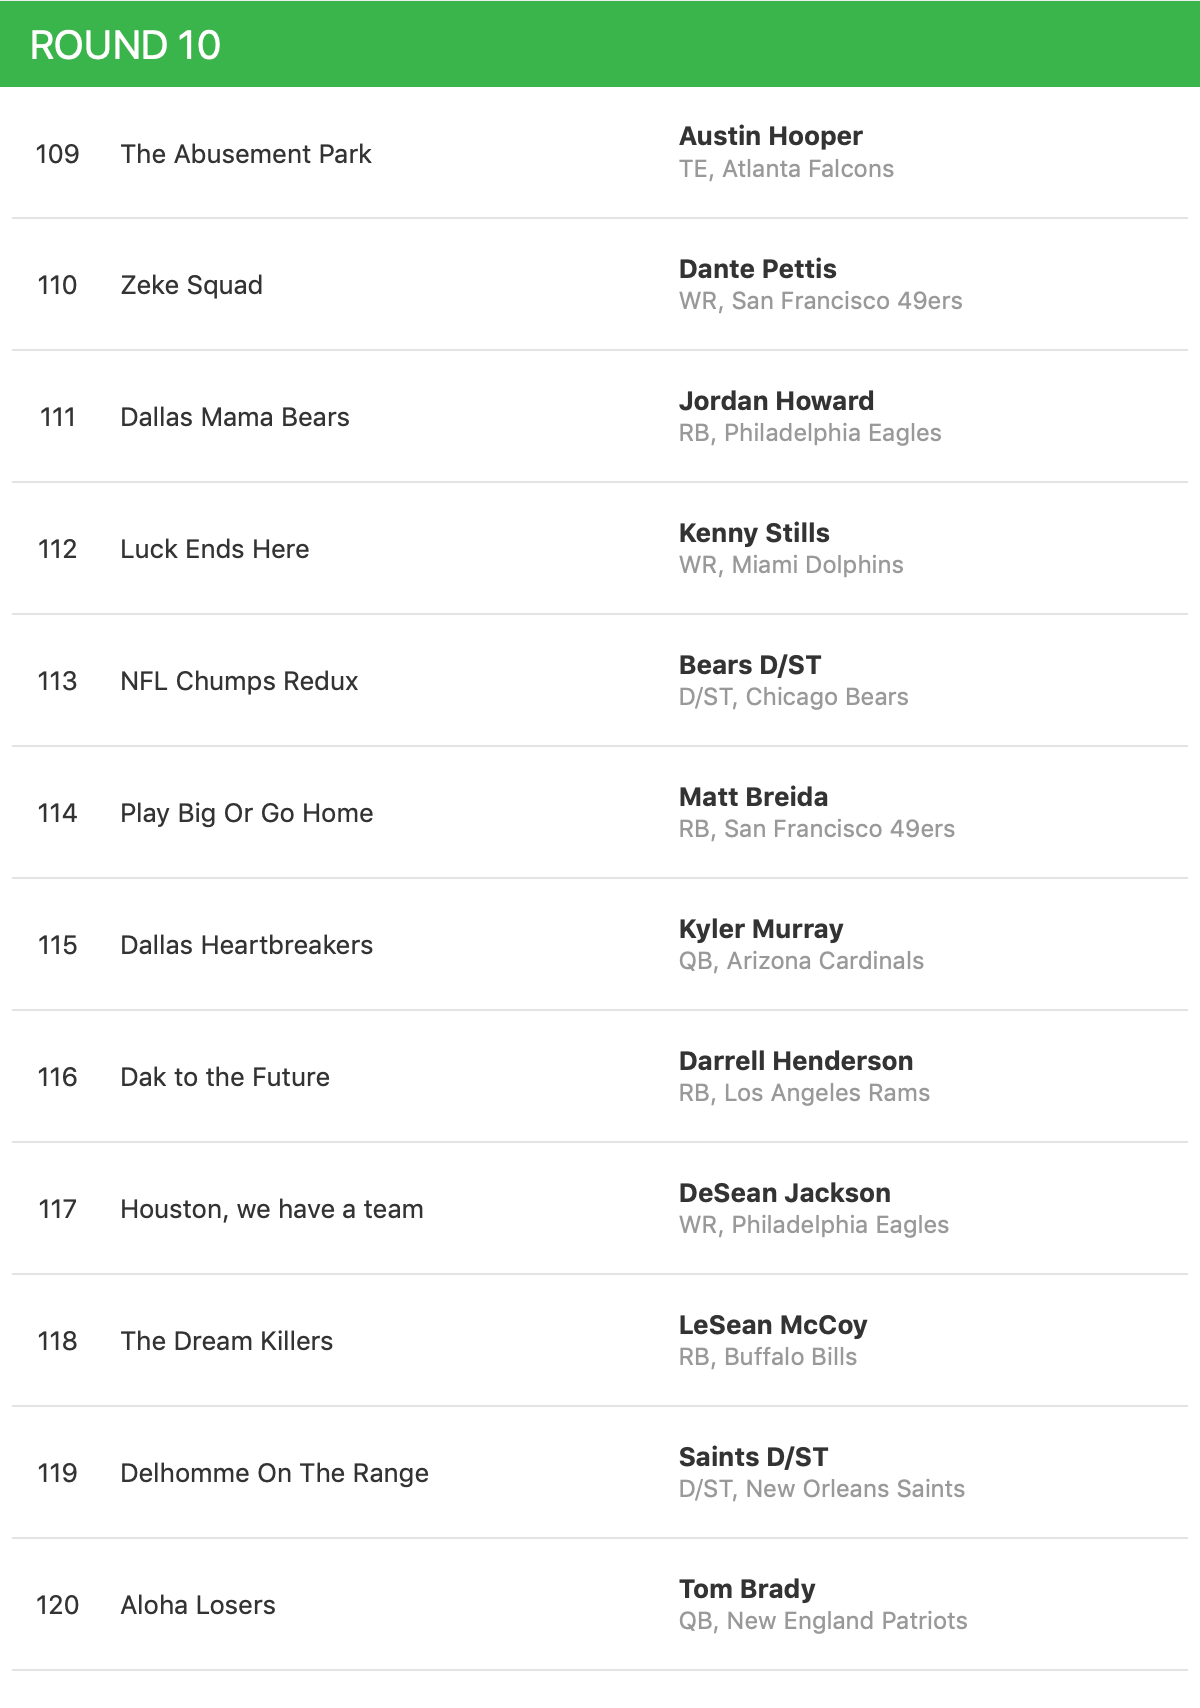 ROUND 10
109 The Abusement Park Austin Hooper
TE, Atlanta Falcons
110 Zeke Squad Dante Pettis
WR, San Francisco 49ers
111 Dallas Mama Bears Jordan Howard
RB, Philadelphia Eagles
112 Luck Ends Here Kenny Stills
WR, Miami Dolphins
113 NFL Chumps Redux Bears D/ST
D/ST, Chicago Bears
114 Play Big Or Go Home Matt Breida
RB, San Francisco 49ers
115 Dallas Heartbreakers Kyler Murray
QB, Arizona Cardinals
116 Dak to the Future Darrell Henderson
RB, Los Angeles Rams
117 Houston, we have a team DeSean Jackson
WR, Philadelphia Eagles
118 The Dream Killers LeSean McCoy
RB, Buffalo Bills
119 Delhomme On The Range Saints D/ST
D/ST, New Orleans Saints
120 Aloha Losers Tom Brady
QB, New England Patriots